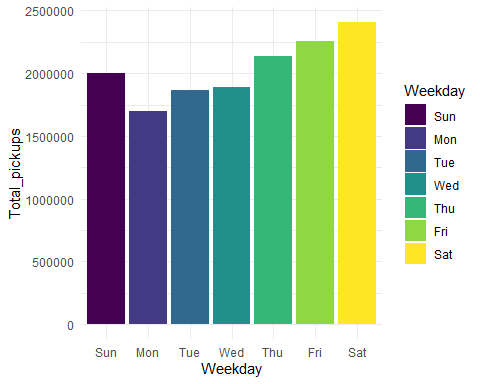 Total_pickups
2500000
2000000
1500000
1000000
500000
0
Sun Mon Tue Wed Thu Fri Sat
Weekday
Weekday
Sun
Mon
Tue
Wed
Thu
Fri
Sat